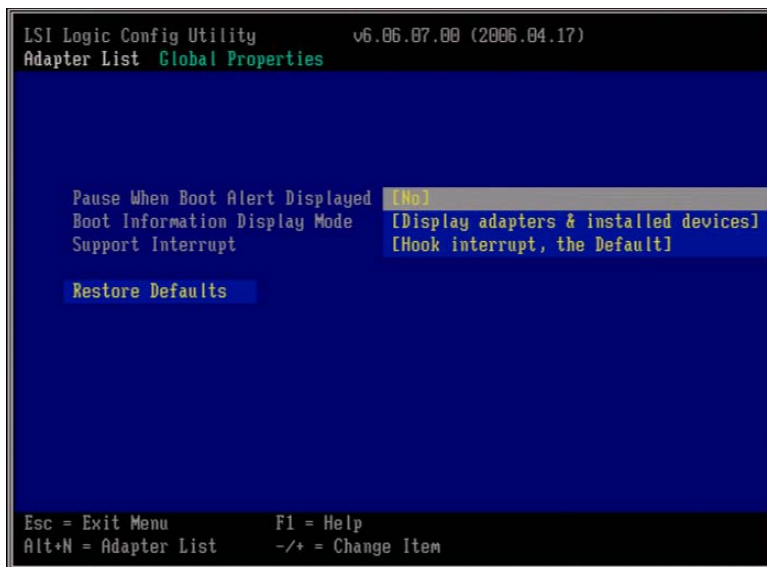 LSI Logic Config Utility v6.06.07.00 (2006.04.17)
Adapter List Global Properties
Pause When Boot Alert Displayed [No]
Boot Information Display Mode [Display adapters & installed devices]
Support Interrupt [Hook interrupt, the Default]
Restore Defaults
Esc = Exit Menu F1 = Help
Alt+N = Adapter List -/+ = Change Item